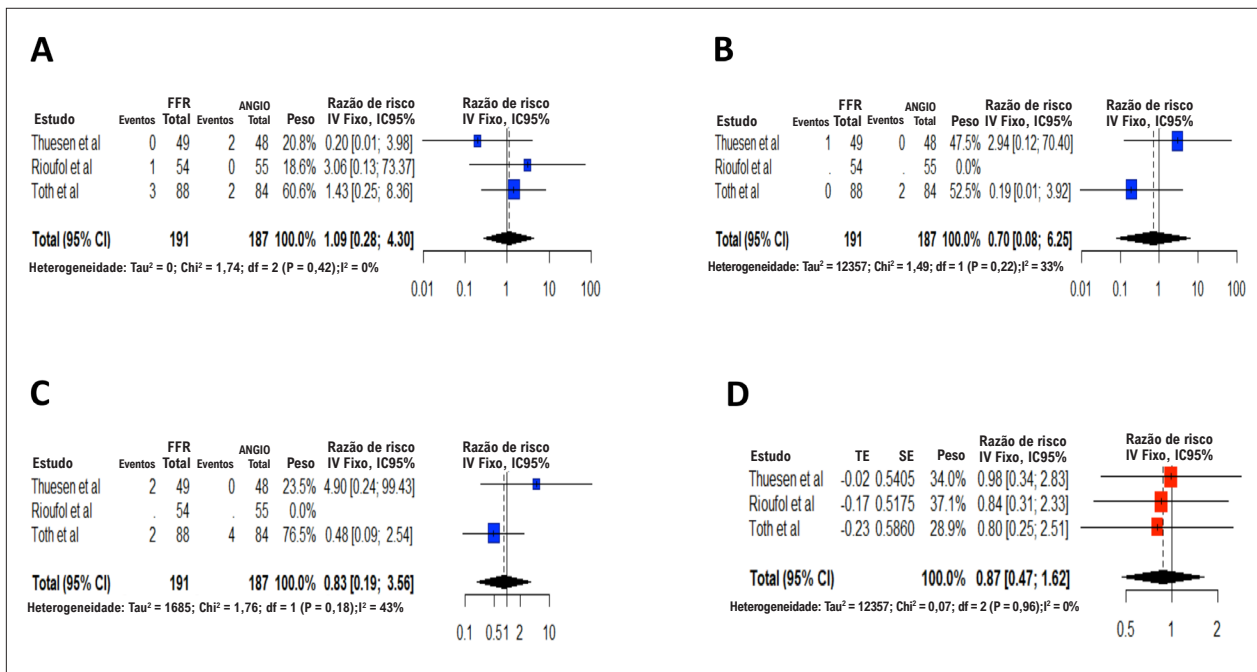 A
FFR ANGIO Razão de risco Razão de risco
Estudo Eventos Total Eventos Total Peso IV Fixo, IC95% IV Fixo, IC95%
Thuesen et al 0 49 2 48 20.8% 0.20 [0.01; 3.98]
Rioufol et al 1 54 0 55 18.6% 3.06 [0.13; 73.37]
Toth et al 3 88 2 84 60.6% 1.43 [0.25; 8.36]
Total (95% CI) 191 187 100.0% 1.09 [0.28; 4.30]
Heterogeneidade: Tau² = 0; Chi² = 1,74; df = 2 (P = 0,42);I² = 0%
0.01 0.1 1 10 100
B
FFR ANGIO Razão de risco Razão de risco
Estudo Eventos Total Eventos Total Peso IV Fixo, IC95% IV Fixo, IC95%
Thuesen et al 1 49 0 48 47.5% 2.94 [0.12; 70.40]
Rioufol et al . 54 . 55 0.0%
Toth et al 0 88 2 84 52.5% 0.19 [0.01; 3.92]
Total (95% CI) 191 187 100.0% 0.70 [0.08; 6.25]
Heterogeneidade: Tau² = 12357; Chi² = 1,49; df = 1 (P = 0,22);I² = 33%
0.01 0.1 1 10 100
C
FFR ANGIO Razão de risco Razão de risco
Estudo Eventos Total Eventos Total Peso IV Fixo, IC95% IV Fixo, IC95%
Thuesen et al 2 49 0 48 23.5% 4.90 [0.24; 99.43]
Rioufol et al . 54 . 55 0.0%
Toth et al 2 88 4 84 76.5% 0.48 [0.09; 2.54]
Total (95% CI) 191 187 100.0% 0.83 [0.19; 3.56]
Heterogeneidade: Tau² = 1685; Chi² = 1,76; df = 1 (P = 0,18);I² = 43%
0.1 0.51 2 10
D
Razão de risco Razão de risco
Estudo TE SE Peso IV Fixo, IC95% IV Fixo, IC95%
Thuesen et al -0.02 0.5405 34.0% 0.98 [0.34; 2.83]
Rioufol et al -0.17 0.5175 37.1% 0.84 [0.31; 2.33]
Toth et al -0.23 0.5860 28.9% 0.80 [0.25; 2.51]
Total (95% CI) 100.0% 0.87 [0.47; 1.62]
Heterogeneidade: Tau² = 12357; Chi² = 0,07; df = 2 (P = 0,96);I² = 0%
0.5 1 2